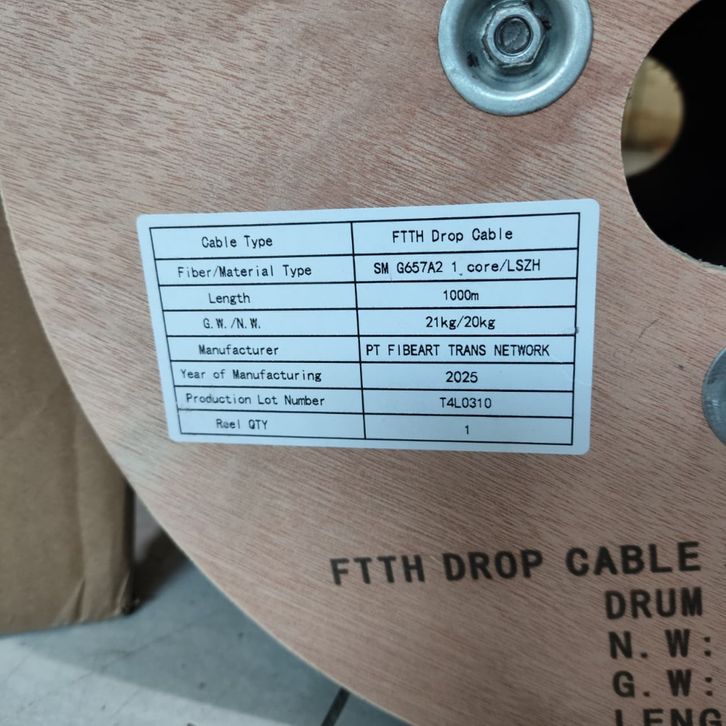 Cable Type FTTH Drop Cable
Fiber/Material Type SM G657A2 1 core/LSZH
Length 1000m
G.W./N.W. 21kg/20kg
Manufacturer PT FIBEART TRANS NETWORK
Year of Manufacturing 2025
Production Lot Number T4L0310
Reel QTY 1
FTTH DROP CABLE
DRUM
N.W:
G.W: